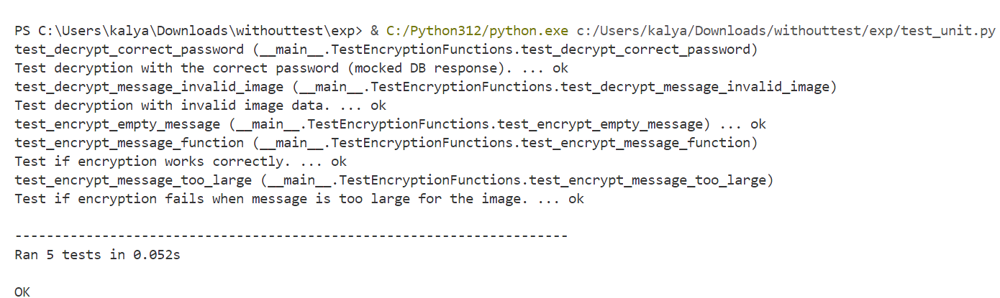 PS C:\Users\kalya\Downloads\withouttest\exp> & C:/Python312/python.exe c:/Users/kalya/Downloads/withouttest/exp/test_unit.py
test_decrypt_correct_password (__main__.TestEncryptionFunctions.test_decrypt_correct_password)
Test decryption with the correct password (mocked DB response). ... ok
test_decrypt_message_invalid_image (__main__.TestEncryptionFunctions.test_decrypt_message_invalid_image)
Test decryption with invalid image data. ... ok
test_encrypt_empty_message (__main__.TestEncryptionFunctions.test_encrypt_empty_message) ... ok
test_encrypt_message_function (__main__.TestEncryptionFunctions.test_encrypt_message_function)
Test if encryption works correctly. ... ok
test_encrypt_message_too_large (__main__.TestEncryptionFunctions.test_encrypt_message_too_large)
Test if encryption fails when message is too large for the image. ... ok
----------------------------------------------------------------------
Ran 5 tests in 0.052s
OK